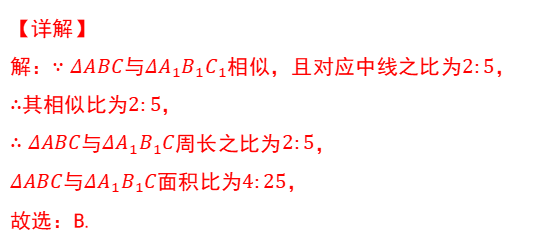 【详解】
解：∵ ΔABC与ΔA₁B₁C₁相似，且对应中线之比为2:5，
∴其相似比为2:5，
∴ ΔABC与ΔA₁B₁C周长之比为2:5，
ΔABC与ΔA₁B₁C面积比为4:25，
故选：B.